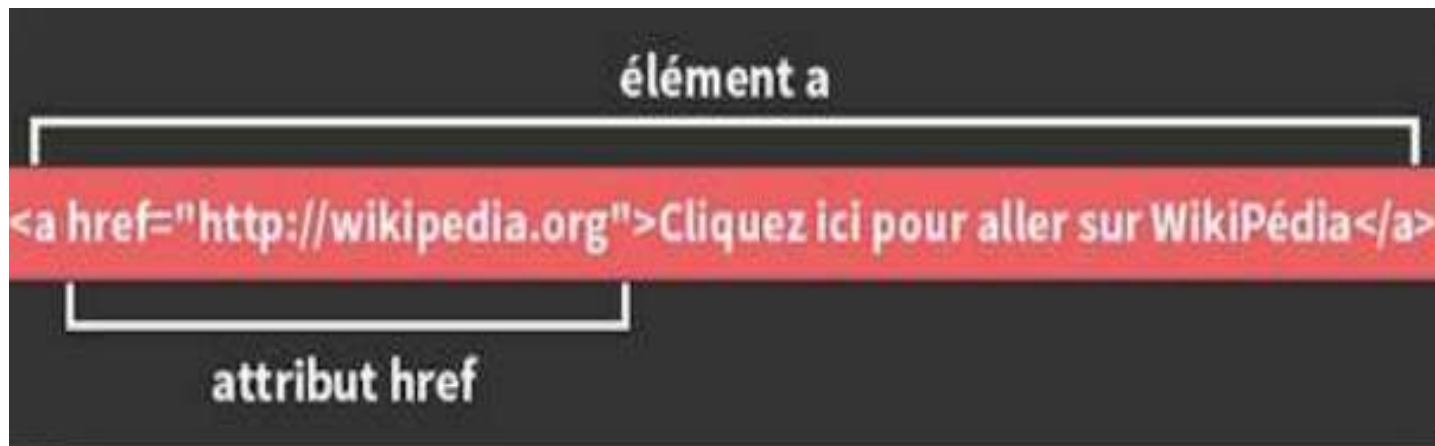 élément a
<a href="http://wikipedia.org">Cliquez ici pour aller sur WikiPédia</a>
attribut href